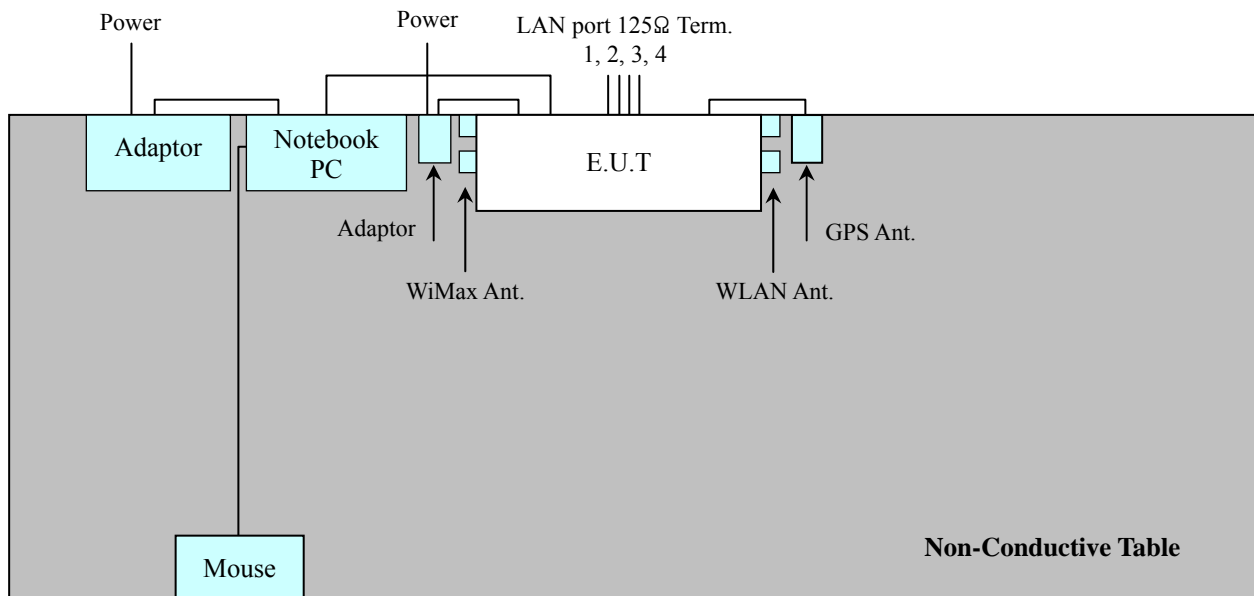 Power
Power
LAN port 125Ω Term.
1, 2, 3, 4
Adaptor
Notebook
PC
E.U.T
Adaptor
GPS Ant.
WiMax Ant.
WLAN Ant.
Non-Conductive Table
Mouse